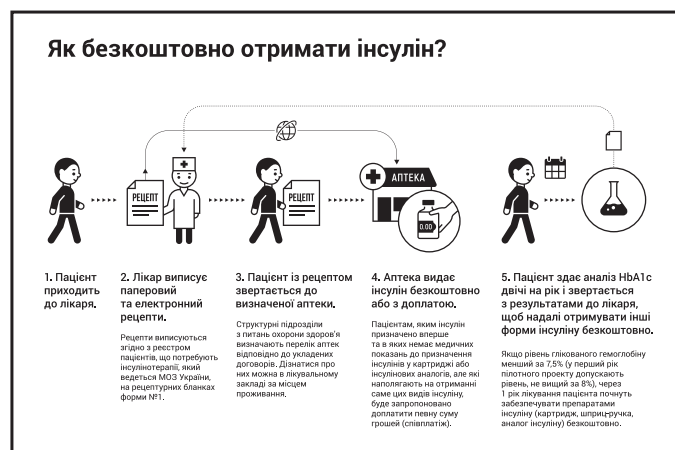 Як безкоштовно отримати інсулін?
РЕЦЕПТ
РЕЦЕПТ
АПТЕКА
0.00
1. Пацієнт
приходить
до лікаря.
2. Лікар виписує
паперовий
та електронний
рецепти.
Рецепти виписуються
згідно з реєстром
пацієнтів, що потребують
інсулінотерапії, який
ведеться МОЗ України,
на рецептурних бланках
форми №1.
3. Пацієнт із рецептом
звертається до
визначеної аптеки.
Структурні підрозділи
з питань охорони здоров'я
визначають перелік аптек
відповідно до укладених
договорів. Дізнатися про
них можна в лікувальному
закладі за місцем
проживання.
4. Аптека видає
інсулін безкоштовно
або з доплатою.
Пацієнтам, яким інсулін
призначено вперше
та в яких немає медичних
показань до призначення
інсулінів у картриджі або
інсулінових аналогів, але які
наполягають на отриманні
саме цих видів інсуліну,
буде запропоновано
доплатити певну суму
грошей (співплатіж).
5. Пацієнт здає аналіз HbA1c
двічі на рік і звертається
з результатами до лікаря,
щоб надалі отримувати інші
форми інсуліну безкоштовно.
Якщо рівень глікованого гемоглобіну
менший за 7,5% (у перший рік
пілотного проекту допускають
рівень, не вищий за 8%), через
1 рік лікування пацієнта почнуть
забезпечувати препаратами
інсуліну (картридж, шприц-ручка,
аналог інсуліну) безкоштовно.